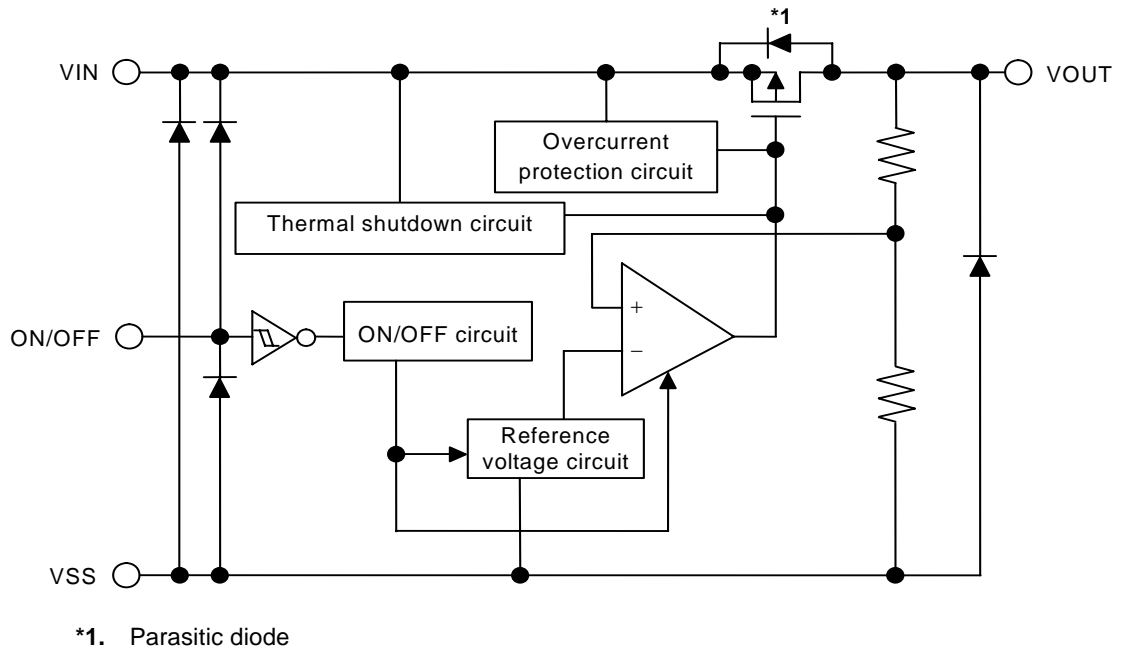 *1
VIN
VOUT
Overcurrent
protection circuit
Thermal shutdown circuit
+
ON/OFF
ON/OFF circuit
−
Reference
voltage circuit
VSS
*1. Parasitic diode